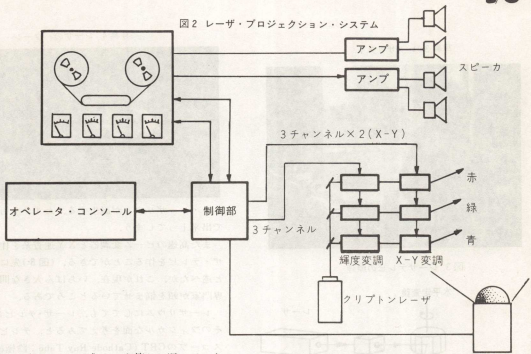 図2 レーザ・プロジェクション・システム
アンプ
スピーカ
アンプ
3チャンネル×2(X-Y)
オペレータ・コンソール
制御部
3チャンネル
赤
緑
青
輝度変調
X-Y変調
クリプトンレーザ